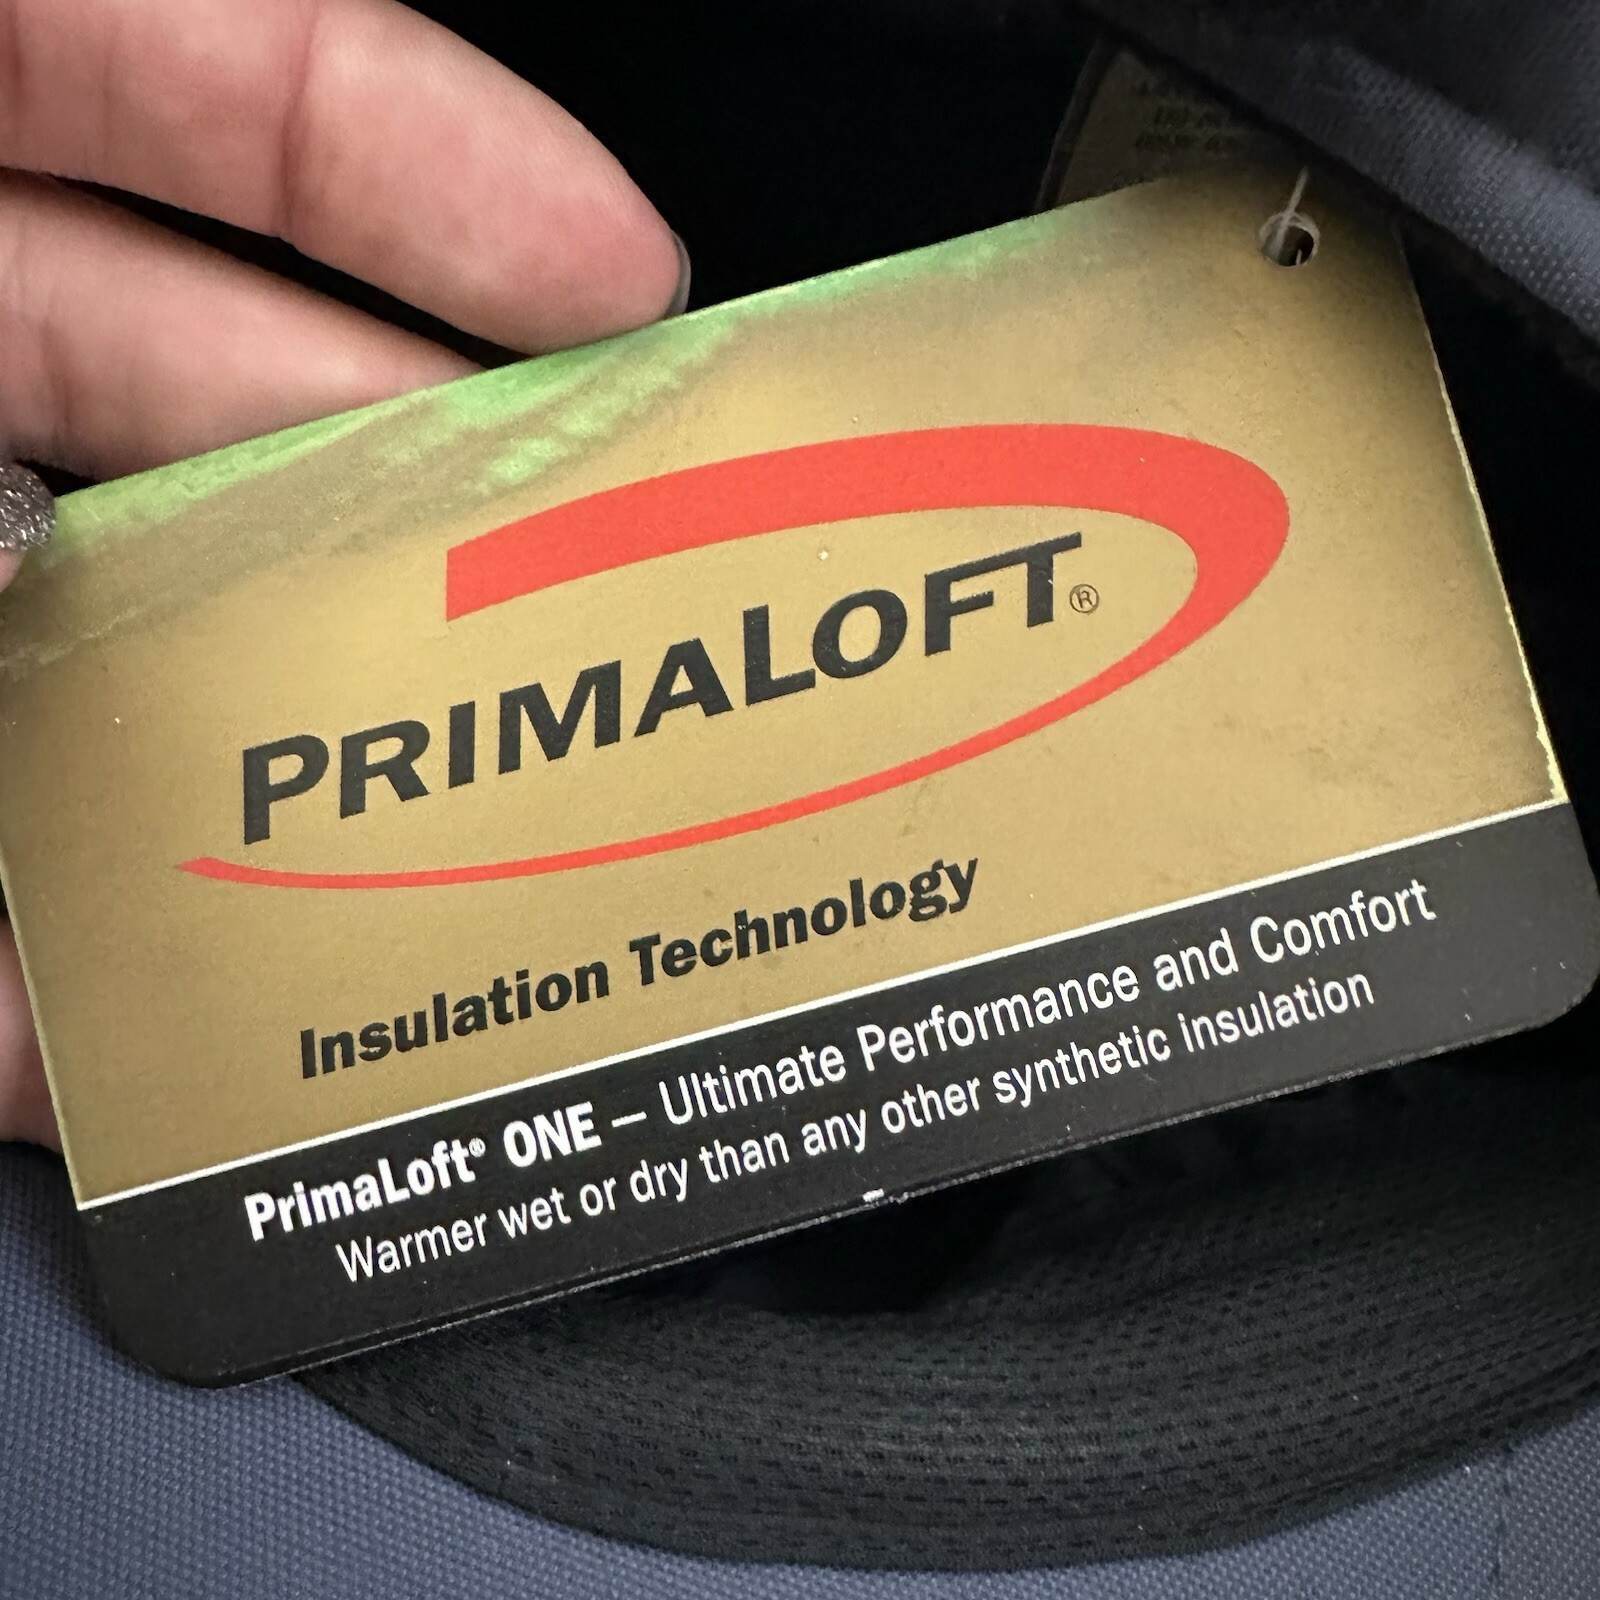 PRIMALOFT®
Insulation Technology
PrimaLoft® ONE – Ultimate Performance and Comfort
Warmer wet or dry than any other synthetic insulation